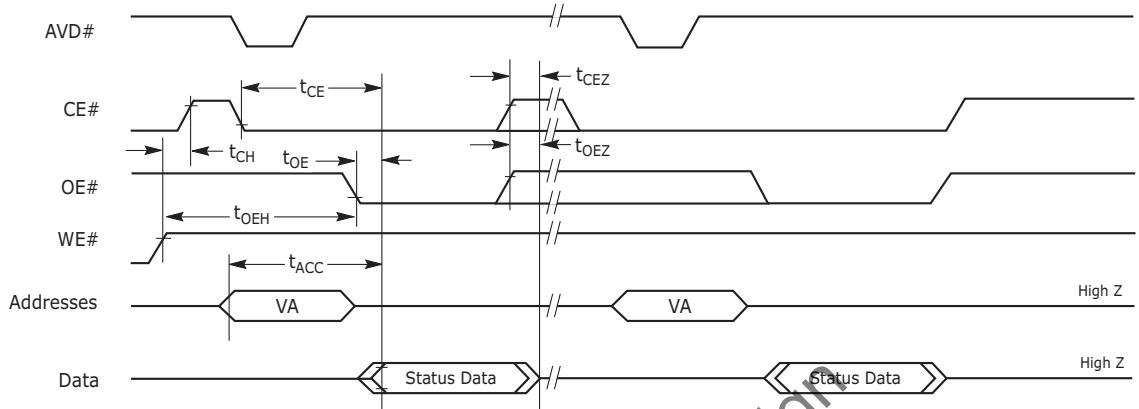 AVD#
tCEZ
tCE
CE#
tCH
tOE
tOEZ
OE#
tOEH
WE#
tACC
Addresses
VA
VA
High Z
Data
Status Data
Status Data
High Z